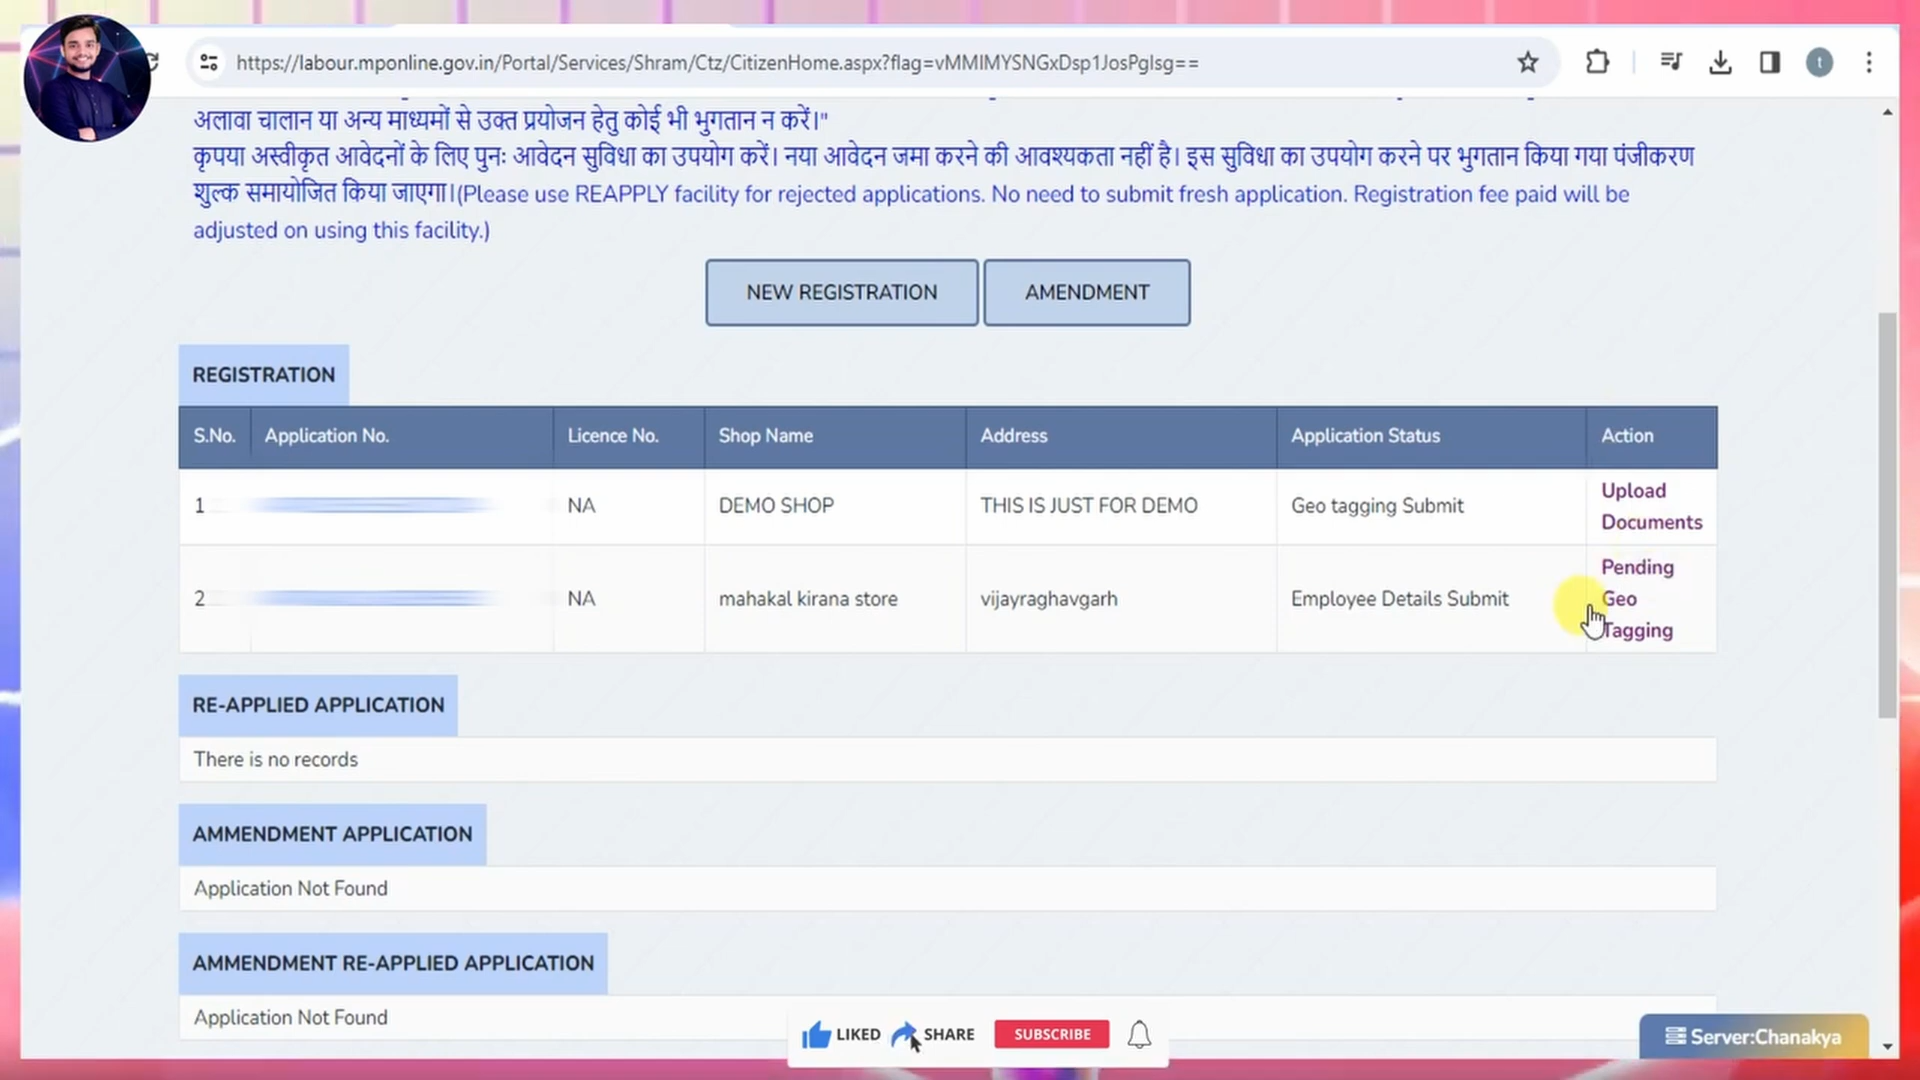 https://labour.mponline.gov.in/Portal/Services/Shram/Ctz/CitizenHome.aspx?flag=vMMIMYSNGxDsp1JosPgIsg==
t
अलावा चालान या अन्य माध्यमों से उक्त प्रयोजन हेतु कोई भी भुगतान न करें।"
कृपया अस्वीकृत आवेदनों के लिए पुनः आवेदन सुविधा का उपयोग करें। नया आवेदन जमा करने की आवश्यकता नहीं है। इस सुविधा का उपयोग करने पर भुगतान किया गया पंजीकरण
शुल्क समायोजित किया जाएगा।(Please use REAPPLY facility for rejected applications. No need to submit fresh application. Registration fee paid will be
adjusted on using this facility.)
NEW REGISTRATION AMENDMENT
REGISTRATION
S.No. Application No. Licence No. Shop Name Address Application Status Action
1 NA DEMO SHOP THIS IS JUST FOR DEMO Geo tagging Submit Upload
Documents
2 NA mahakal kirana store vijayraghavgarh Employee Details Submit Pending
Geo
Tagging
RE-APPLIED APPLICATION
There is no records
AMMENDMENT APPLICATION
Application Not Found
AMMENDMENT RE-APPLIED APPLICATION
Application Not Found
LIKED SHARE SUBSCRIBE
Server:Chanakya